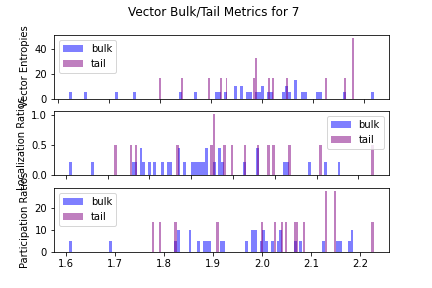 Vector Bulk/Tail Metrics for 7
Vector Entropies
40
20
0
bulk
tail
Localization Ratios
1.0
0.5
0.0
bulk
tail
Participation Ratios
20
10
0
bulk
tail
1.6
1.7
1.8
1.9
2.0
2.1
2.2